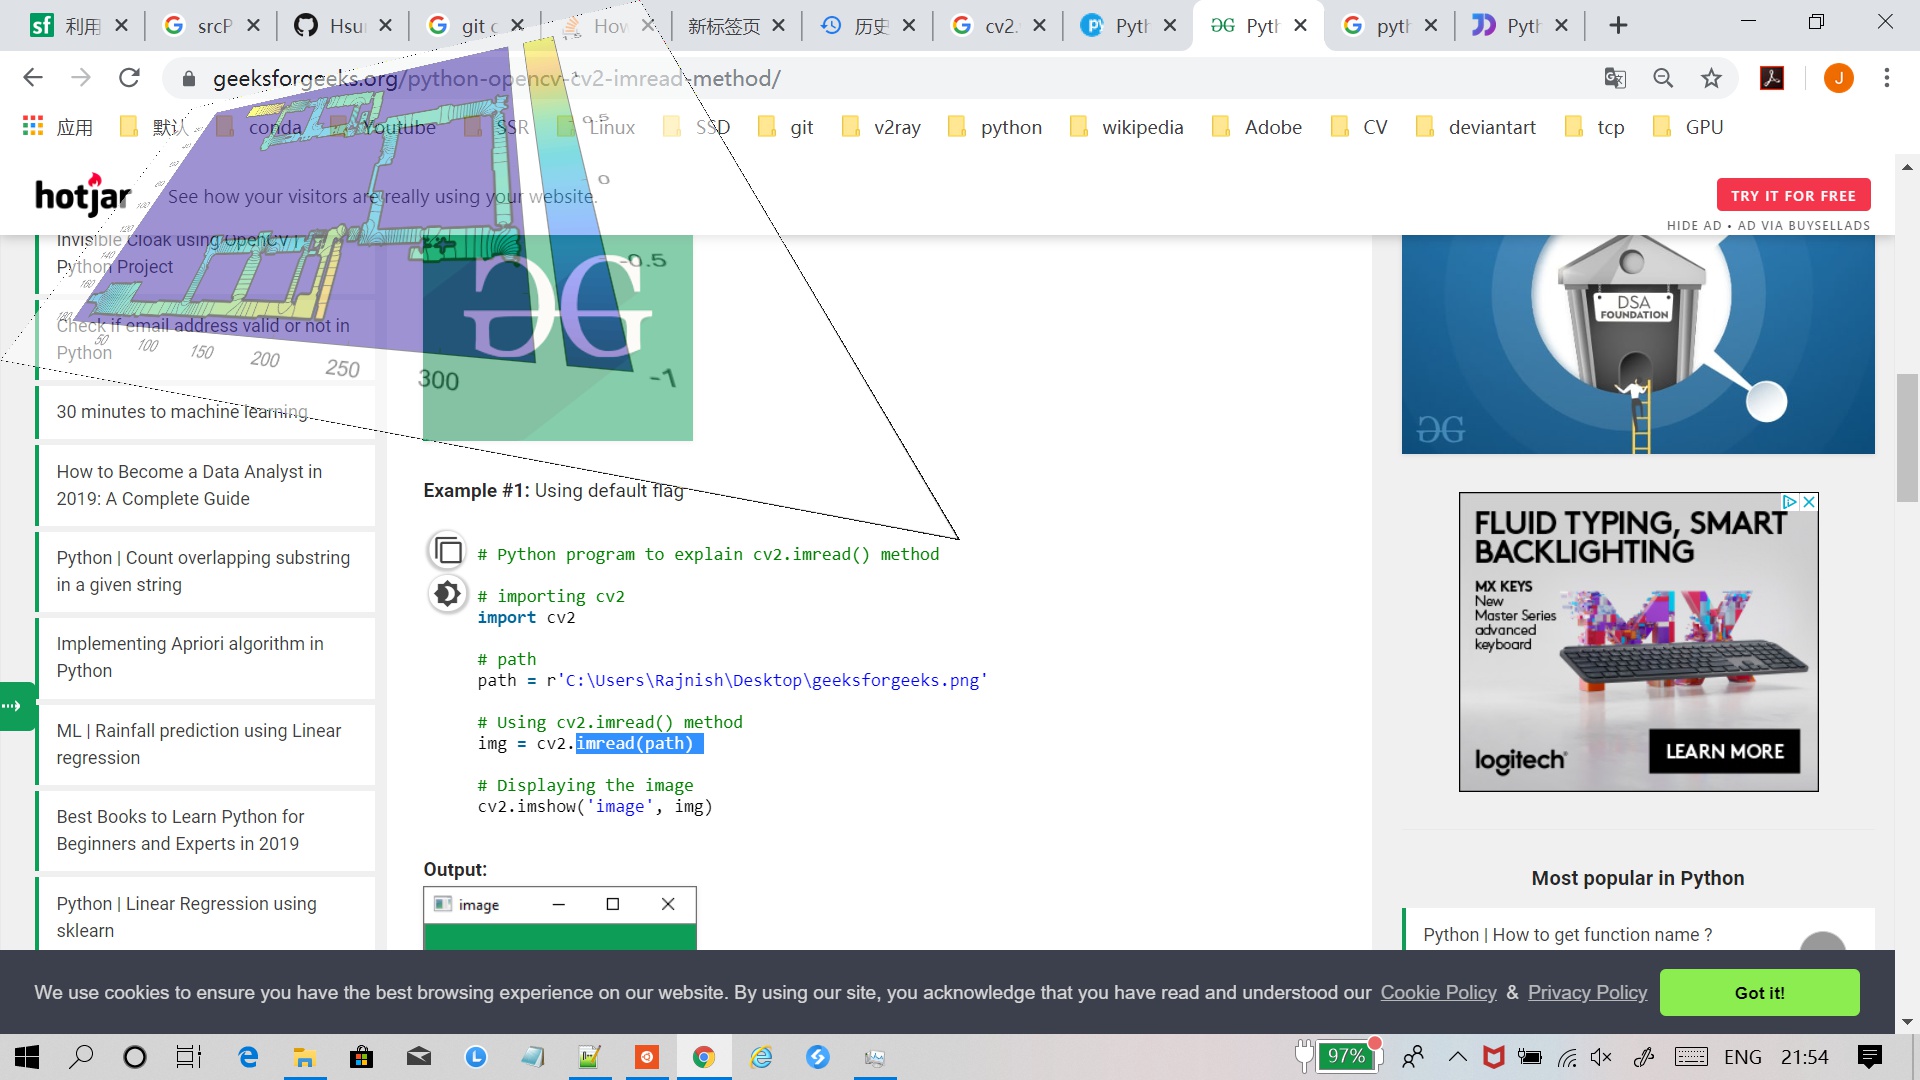 利用
srcP
Hsu
git c
How
新标签页
历史
cv2.
Pyth
Pyth
pyth
Pyth
geeksforgeeks.org/python-opencv-cv2-imread-method/
J
应用
默认
conda
Youtube
SSR
Linux
SSD
git
v2ray
python
wikipedia
Adobe
CV
deviantart
tcp
GPU
hotjar
See how your visitors are really using your website.
TRY IT FOR FREE
HIDE AD • AD VIA BUYSELLADS
Invisible Cloak using OpenCV |
Python Project
Check if email address valid or not in
Python
30 minutes to machine learning
How to Become a Data Analyst in
2019: A Complete Guide
Python | Count overlapping substring
in a given string
Implementing Apriori algorithm in
Python
ML | Rainfall prediction using Linear
regression
Best Books to Learn Python for
Beginners and Experts in 2019
Python | Linear Regression using
sklearn
50
100
150
200
250
300
0
-0.5
-1
Example #1: Using default flag
# Python program to explain cv2.imread() method
# importing cv2
import cv2
# path
path = r'C:\Users\Rajnish\Desktop\geeksforgeeks.png'
# Using cv2.imread() method
img = cv2.imread(path)
# Displaying the image
cv2.imshow('image', img)
Output:
image
DSA
FOUNDATION
FLUID TYPING, SMART
BACKLIGHTING
MX KEYS
New
Master Series
advanced
keyboard
logitech
LEARN MORE
Most popular in Python
Python | How to get function name ?
We use cookies to ensure you have the best browsing experience on our website. By using our site, you acknowledge that you have read and understood our Cookie Policy & Privacy Policy
Got it!
97%
ENG
21:54